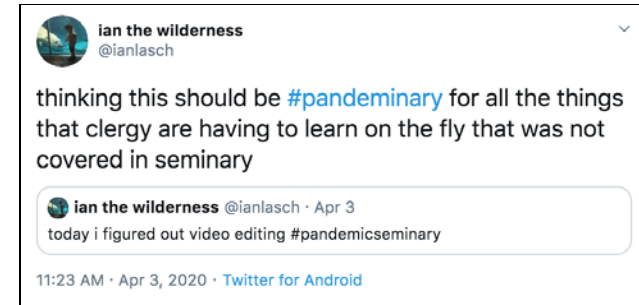 ian the wilderness
@ianlasch
thinking this should be #pandeminary for all the things
that clergy are having to learn on the fly that was not
covered in seminary
ian the wilderness @ianlasch · Apr 3
today i figured out video editing #pandemicseminary
11:23 AM · Apr 3, 2020 · Twitter for Android